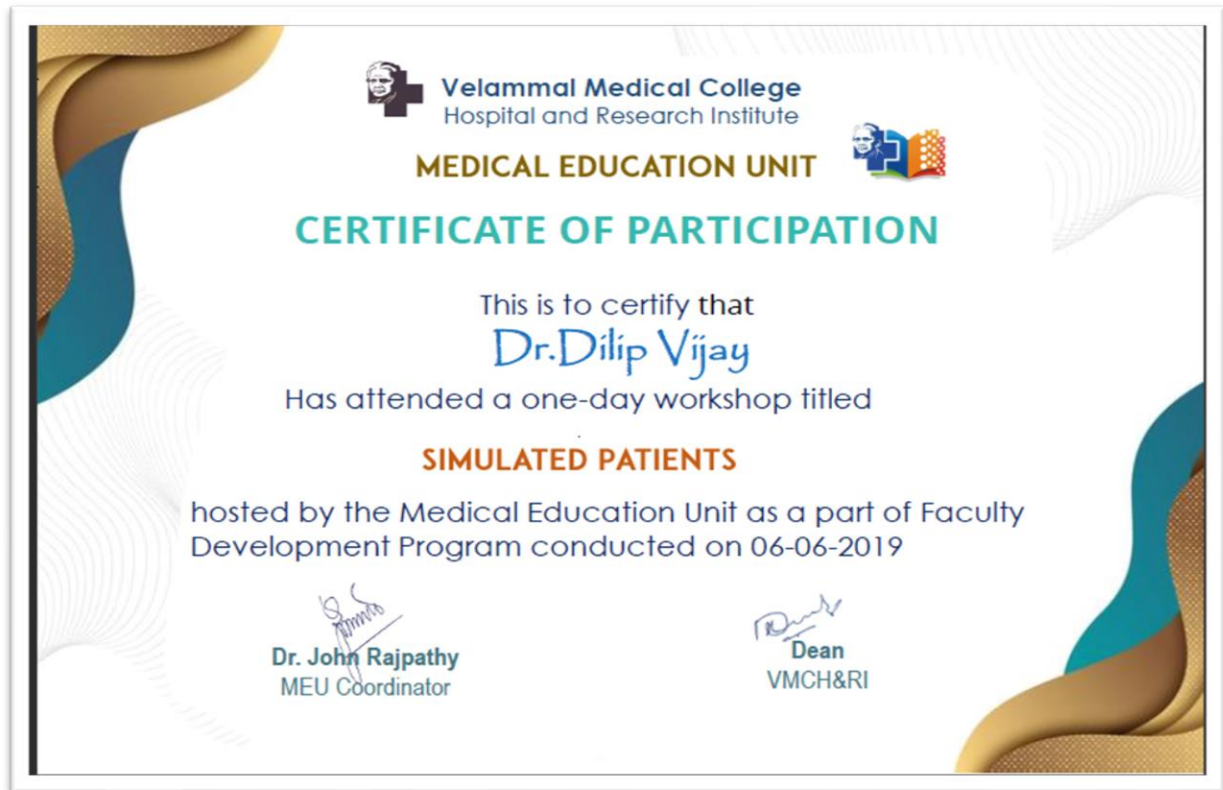 Velammal Medical College
Hospital and Research Institute
MEDICAL EDUCATION UNIT
CERTIFICATE OF PARTICIPATION
This is to certify that
Dr.Dilip Vijay
Has attended a one-day workshop titled
SIMULATED PATIENTS
hosted by the Medical Education Unit as a part of Faculty
Development Program conducted on 06-06-2019
Dr. John Rajpathy
MEU Coordinator
Dean
VMCH&RI